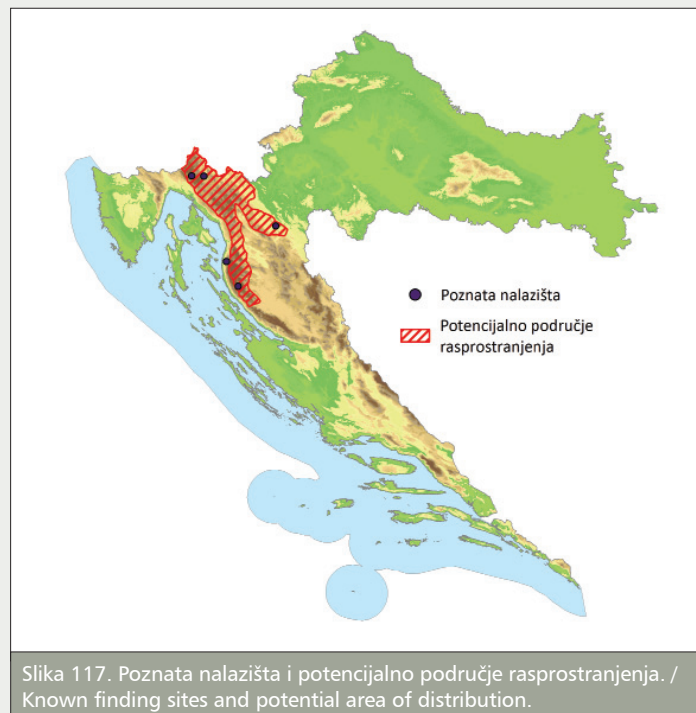 Poznata nalazišta
Potencijalno područje
rasprostranjenja
Slika 117. Poznata nalazišta i potencijalno područje rasprostranjenja. /
Known finding sites and potential area of distribution.